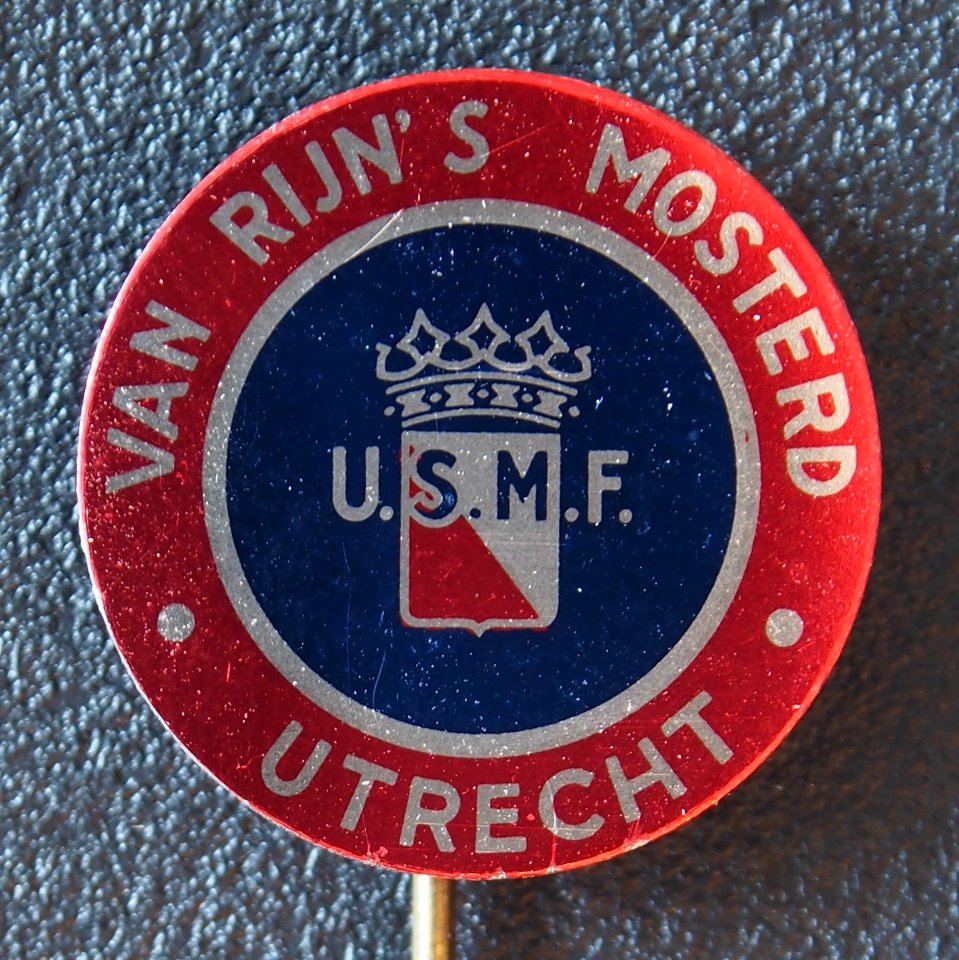 VAN RIJN'S MOSTERD
U.S.M.F.
UTRECHT